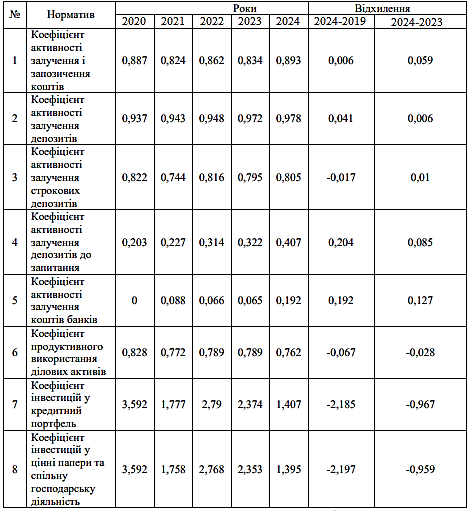 № Норматив Роки Відхилення
2020 2021 2022 2023 2024 2024-2019 2024-2023
1 Коефіцієнт активності залучення і запозичення коштів 0,887 0,824 0,862 0,834 0,893 0,006 0,059
2 Коефіцієнт активності залучення депозитів 0,937 0,943 0,948 0,972 0,978 0,041 0,006
3 Коефіцієнт активності залучення строкових депозитів 0,822 0,744 0,816 0,795 0,805 -0,017 0,01
4 Коефіцієнт активності залучення депозитів до запитання 0,203 0,227 0,314 0,322 0,407 0,204 0,085
5 Коефіцієнт активності залучення коштів банків 0 0,088 0,066 0,065 0,192 0,192 0,127
6 Коефіцієнт продуктивного використання ділових активів 0,828 0,772 0,789 0,789 0,762 -0,067 -0,028
7 Коефіцієнт інвестицій у кредитний портфель 3,592 1,777 2,79 2,374 1,407 -2,185 -0,967
8 Коефіцієнт інвестицій у цінні папери та спільну господарську діяльність 3,592 1,758 2,768 2,353 1,395 -2,197 -0,959